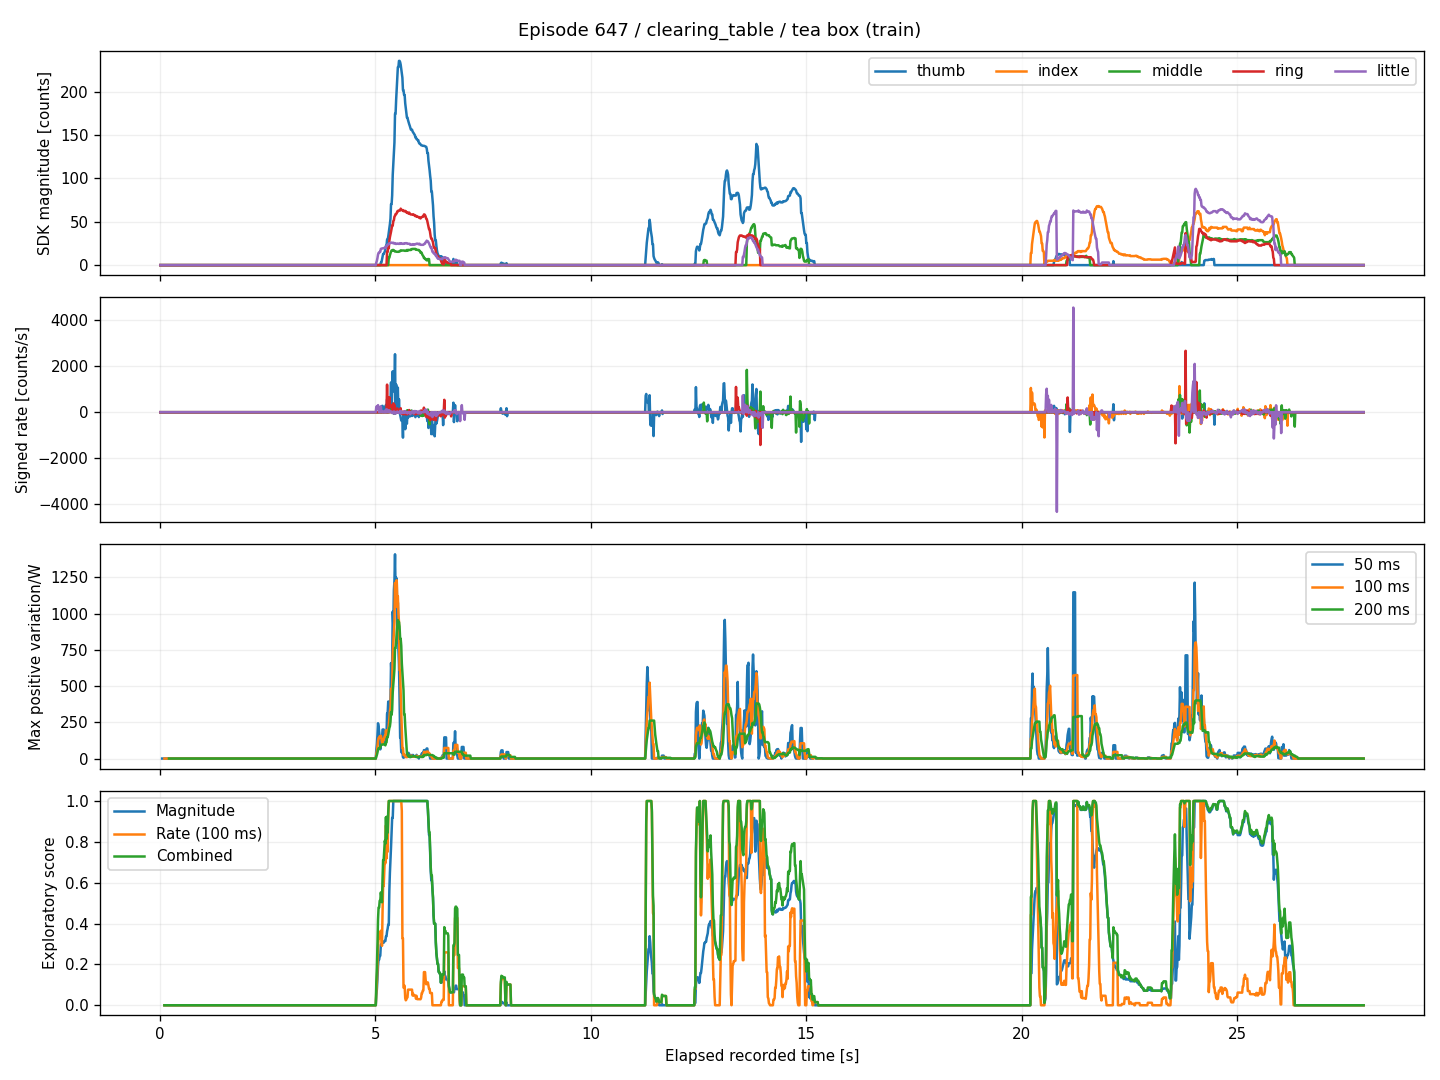 Episode 647 / clearing_table / tea box (train)
SDK magnitude [counts]
200
150
100
50
0
thumb index middle ring little
Signed rate [counts/s]
4000
2000
0
−2000
−4000
Max positive variation/W
1250
1000
750
500
250
0
50 ms
100 ms
200 ms
Exploratory score
1.0
0.8
0.6
0.4
0.2
0.0
Magnitude
Rate (100 ms)
Combined
0 5 10 15 20 25
Elapsed recorded time [s]